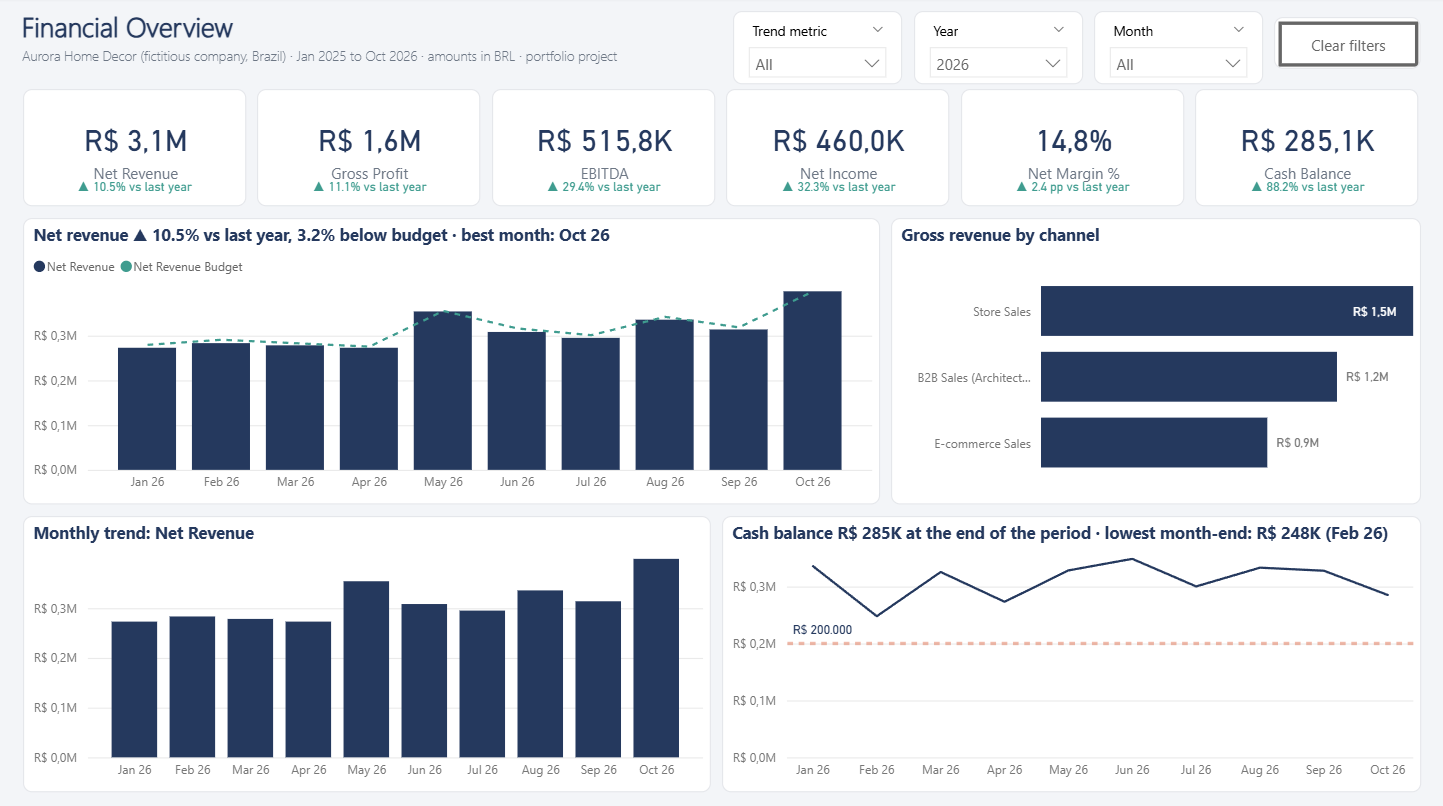 Financial Overview
Aurora Home Decor (fictitious company, Brazil) · Jan 2025 to Oct 2026 · amounts in BRL · portfolio project
Trend metric
All
Year
2026
Month
All
Clear filters
R$ 3,1M
Net Revenue
▲ 10.5% vs last year
R$ 1,6M
Gross Profit
▲ 11.1% vs last year
R$ 515,8K
EBITDA
▲ 29.4% vs last year
R$ 460,0K
Net Income
▲ 32.3% vs last year
14,8%
Net Margin %
▲ 2.4 pp vs last year
R$ 285,1K
Cash Balance
▲ 88.2% vs last year
Net revenue ▲ 10.5% vs last year, 3.2% below budget · best month: Oct 26
Net Revenue Net Revenue Budget
R$ 0,3M
R$ 0,2M
R$ 0,1M
R$ 0,0M
Jan 26 Feb 26 Mar 26 Apr 26 May 26 Jun 26 Jul 26 Aug 26 Sep 26 Oct 26
Gross revenue by channel
Store Sales R$ 1,5M
B2B Sales (Architect... R$ 1,2M
E-commerce Sales R$ 0,9M
Monthly trend: Net Revenue
R$ 0,3M
R$ 0,2M
R$ 0,1M
R$ 0,0M
Jan 26 Feb 26 Mar 26 Apr 26 May 26 Jun 26 Jul 26 Aug 26 Sep 26 Oct 26
Cash balance R$ 285K at the end of the period · lowest month-end: R$ 248K (Feb 26)
R$ 0,3M
R$ 200.000
R$ 0,2M
R$ 0,1M
R$ 0,0M
Jan 26 Feb 26 Mar 26 Apr 26 May 26 Jun 26 Jul 26 Aug 26 Sep 26 Oct 26